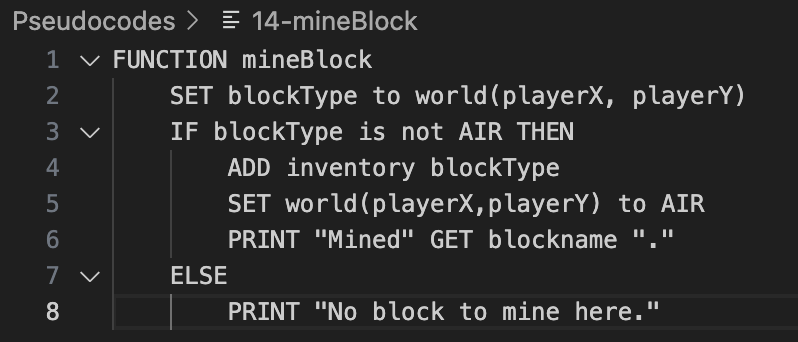 Pseudocodes > 14-mineBlock
1 FUNCTION mineBlock
2 SET blockType to world(playerX, playerY)
3 IF blockType is not AIR THEN
4 ADD inventory blockType
5 SET world(playerX,playerY) to AIR
6 PRINT "Mined" GET blockname "."
7 ELSE
8 PRINT "No block to mine here."